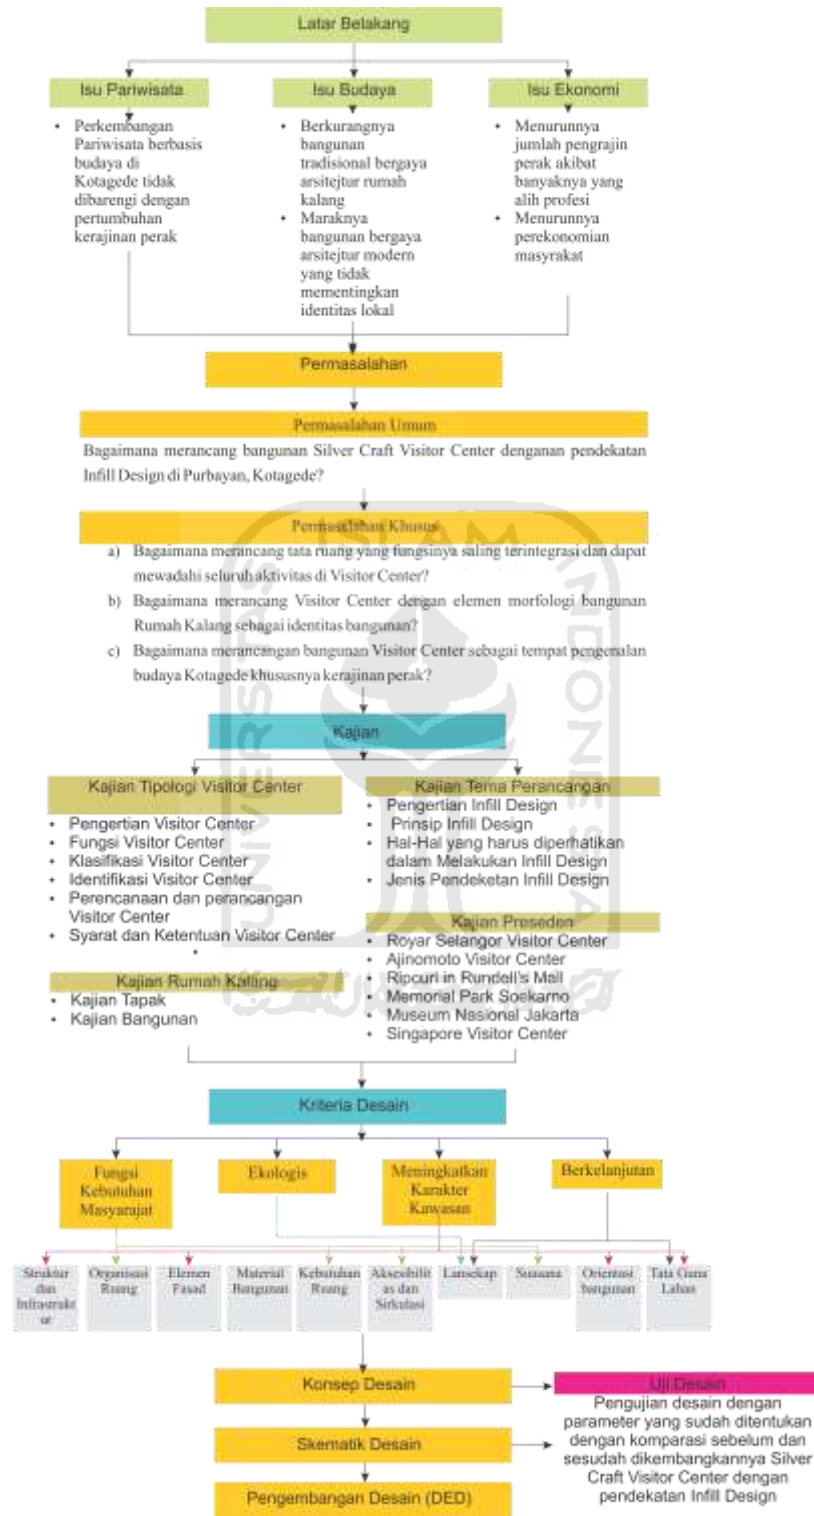 Latar Belakang
Isu Pariwisata
• Perkembangan
Pariwisata berbasis
budaya di
Kotagede tidak
dibarengi dengan
pertumbuhan
kerajinan perak
Isu Budaya
• Berkurangnya
bangunan
tradisional bergaya
arsitejtur rumah
kalang
• Maraknya
bangunan bergaya
arsitejtur modern
yang tidak
mementingkan
identitas lokal
Isu Ekonomi
• Menurunnya
jumlah pengrajin
perak akibat
banyaknya yang
alih profesi
• Menurunnya
perekonomian
masyrakat
Permasalahan
Permasalahan Umum
Bagaimana merancang bangunan Silver Craft Visitor Center denganan pendekatan
Infill Design di Purbayan, Kotagede?
Permasalahan Khusus
a) Bagaimana merancang tata ruang yang fungsinya saling terintegrasi dan dapat
mewadahi seluruh aktivitas di Visitor Center?
b) Bagaimana merancang Visitor Center dengan elemen morfologi bangunan
Rumah Kalang sebagai identitas bangunan?
c) Bagaimana merancangan bangunan Visitor Center sebagai tempat pengenalan
budaya Kotagede khususnya kerajinan perak?
Kajian
Kajian Tipologi Visitor Center
• Pengertian Visitor Center
• Fungsi Visitor Center
• Klasifikasi Visitor Center
• Identifikasi Visitor Center
• Perencanaan dan perancangan
Visitor Center
• Syarat dan Ketentuan Visitor Center
•
Kajian Rumah Kalang
• Kajian Tapak
• Kajian Bangunan
Kajian Tema Perancangan
• Pengertian Infill Design
• Prinsip Infill Design
• Hal-Hal yang harus diperhatikan
dalam Melakukan Infill Design
• Jenis Pendeketan Infill Design
Kajian Preseden
• Royar Selangor Visitor Center
• Ajinomoto Visitor Center
• Ripcurl in Rundell's Mall
• Memorial Park Soekarno
• Museum Nasional Jakarta
• Singapore Visitor Center
UNIVERSITAS ISLAM INDONESIA
Kriteria Desain
Fungsi
Kebutuhan
Masyarajat
Ekologis
Meningkatkan
Karakter
Kawasan
Berkelanjutan
Struktur
dan
Infrastrukt
ur
Organisasi
Ruang
Elemen
Fasad
Material
Bangunan
Kebutuhan
Ruang
Aksesibilit
as dan
Sirkulasi
Lansekap
Suasana
Orientasi
bangunan
Tata Guna
Lahan
Konsep Desain
Skematik Desain
Pengembangan Desain (DED)
Uji Desain
Pengujian desain dengan
parameter yang sudah ditentukan
dengan komparasi sebelum dan
sesudah dikembangkannya Silver
Craft Visitor Center dengan
pendekatan Infill Design